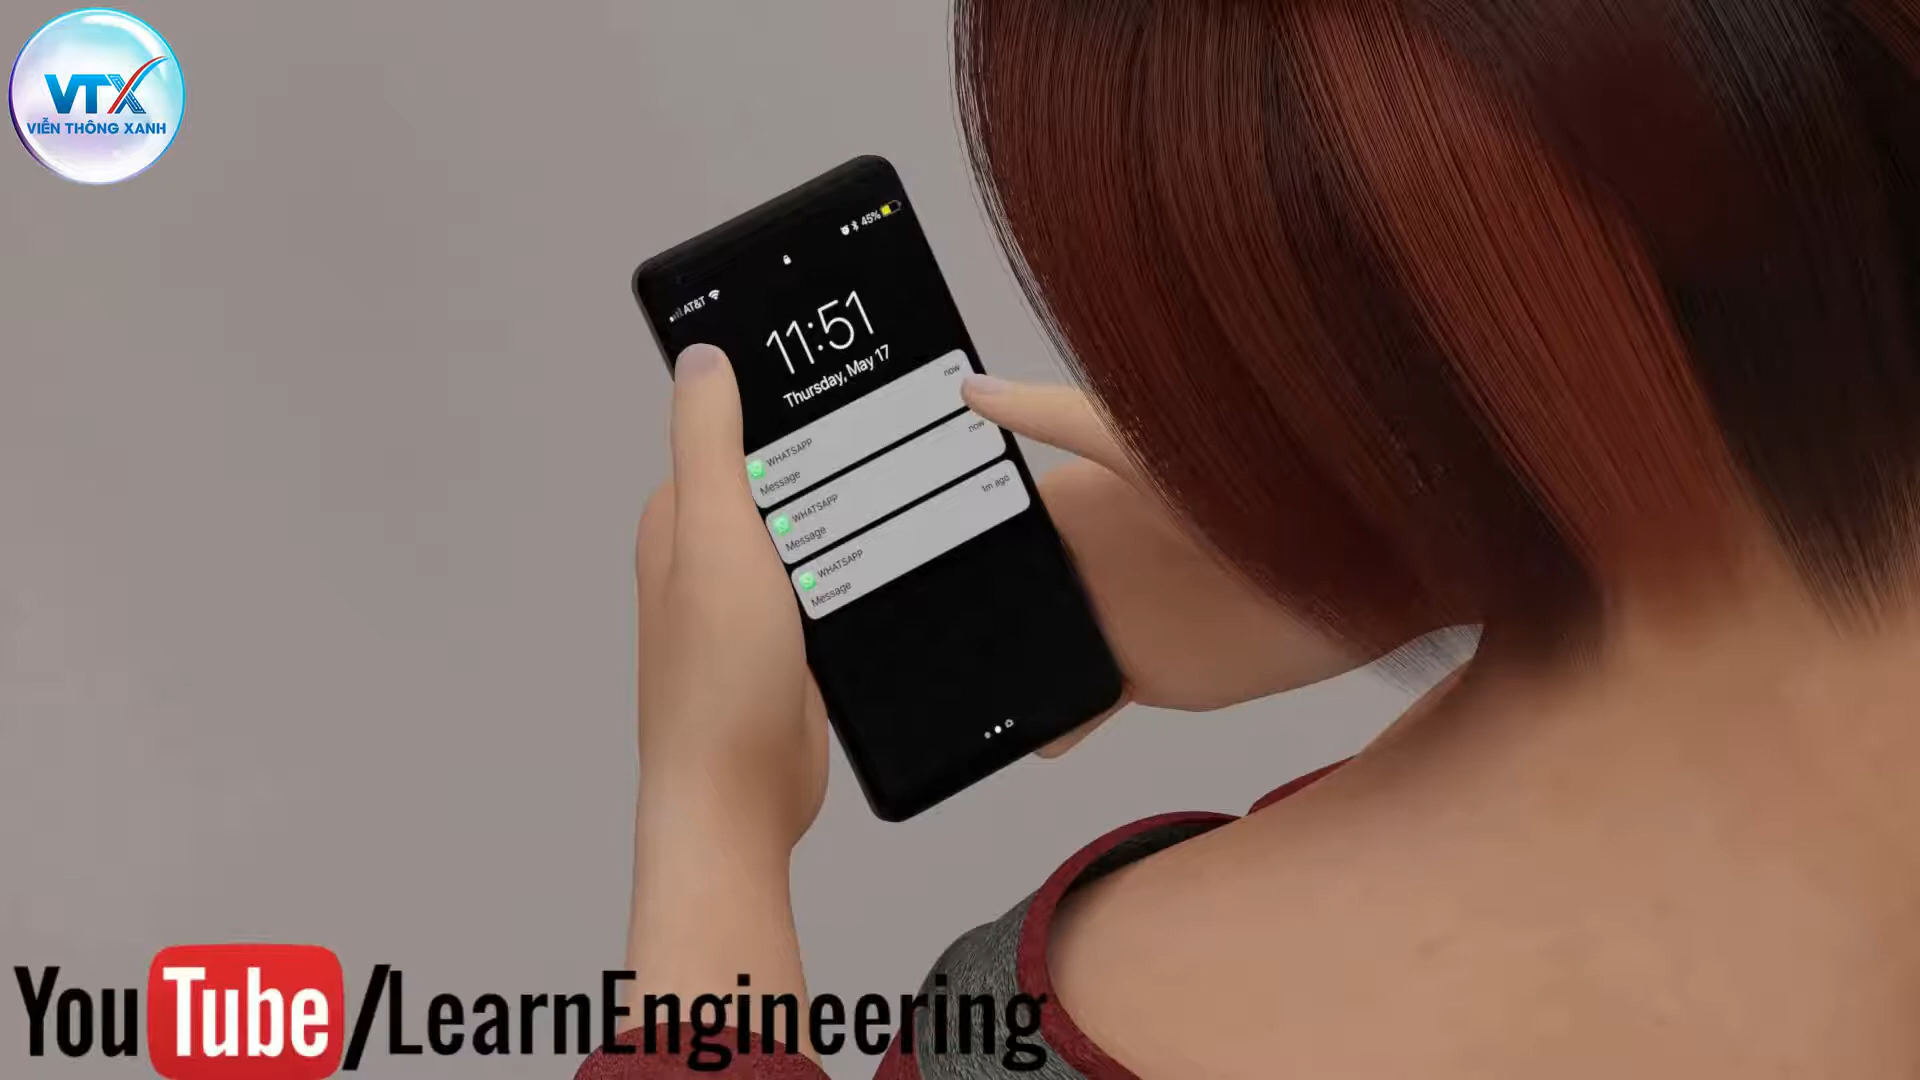 VTX
VIỄN THÔNG XANH
45%
AT&T
11:51
Thursday, May 17
now
WHATSAPP
Message
now
WHATSAPP
Message
1m ago
WHATSAPP
Message
YouTube/LearnEngineering